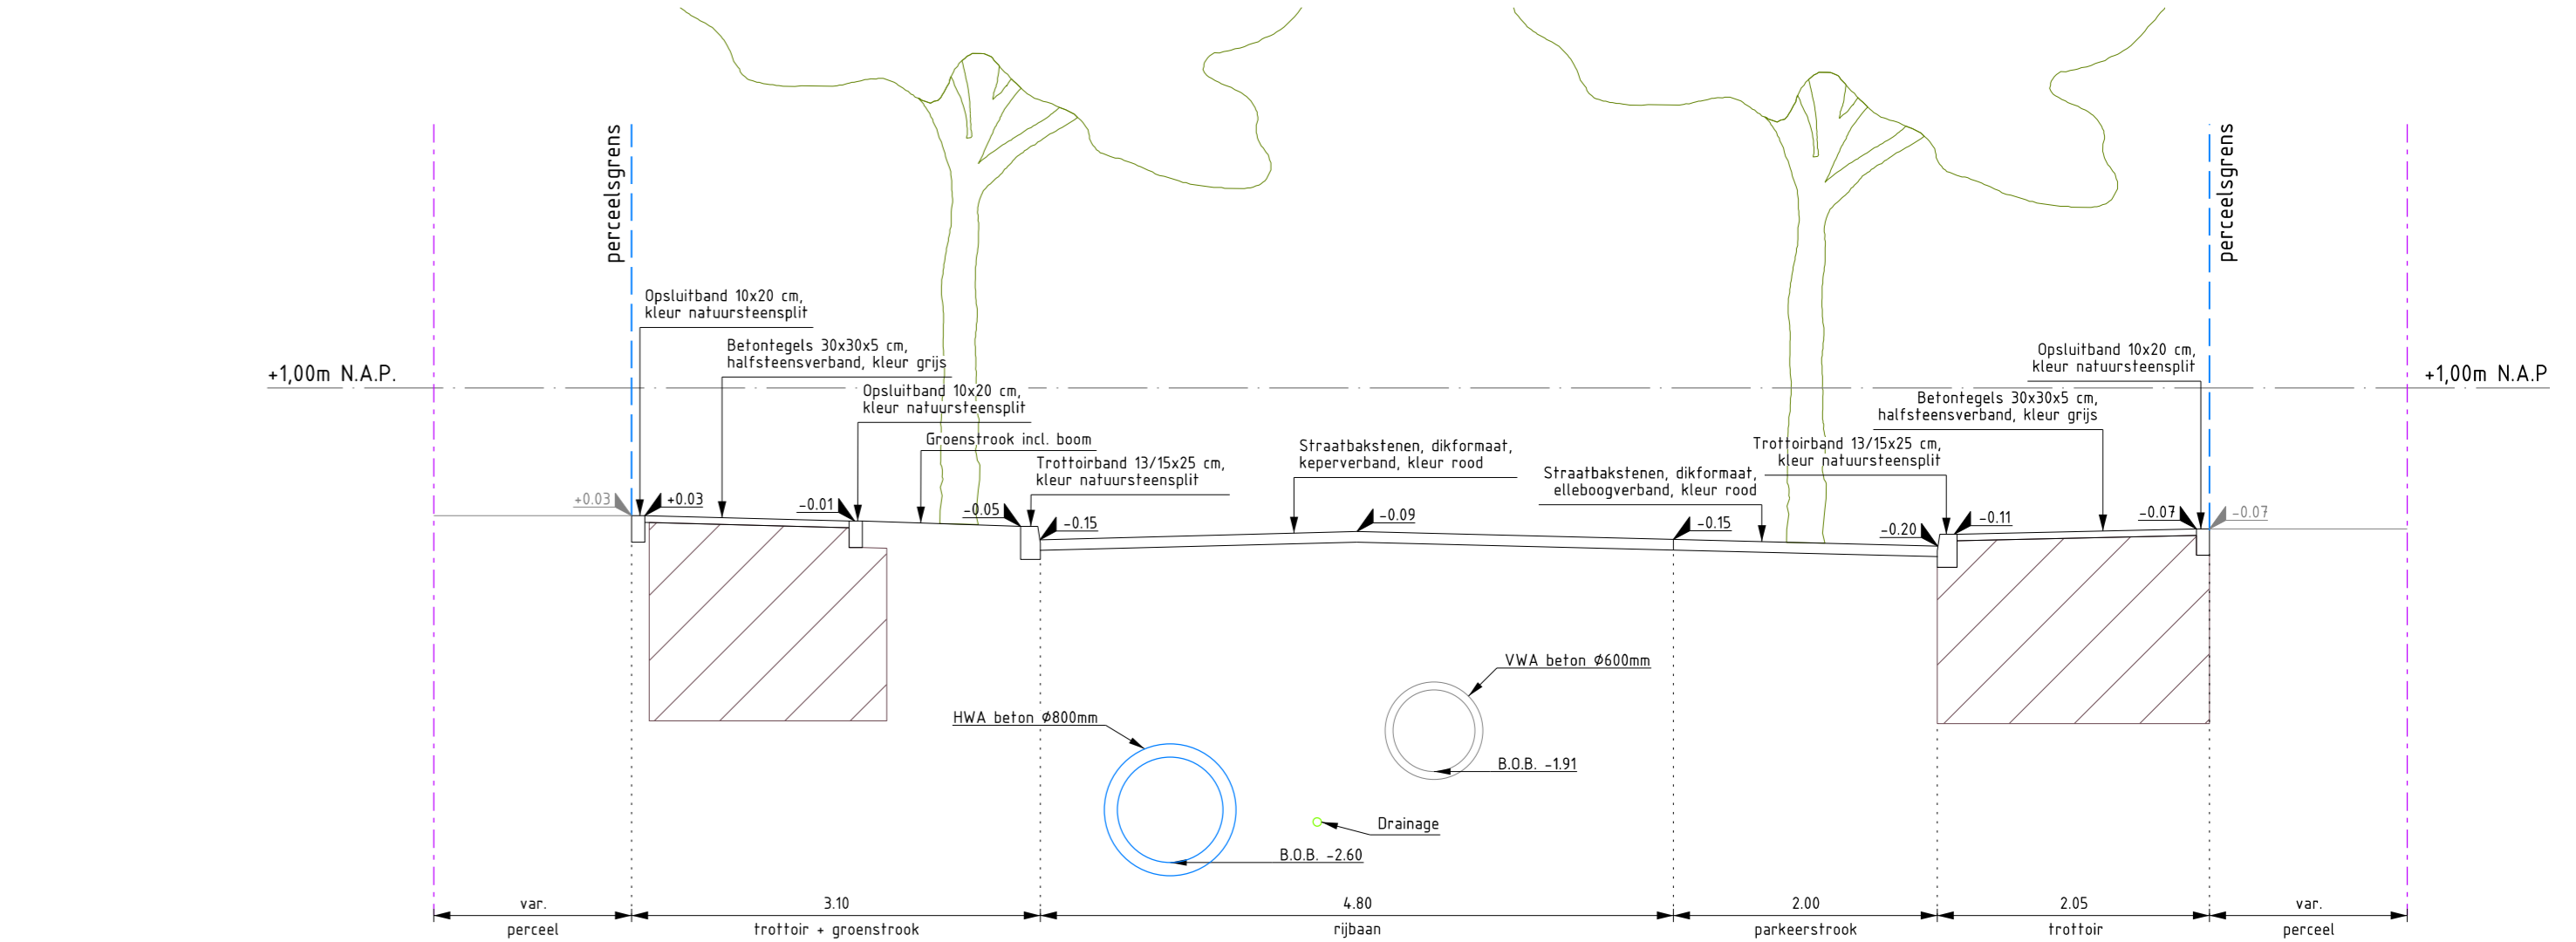 perceelsgrens
perceelsgrens
Opsluitband 10x20 cm,
kleur natuursteensplit
Betontegels 30x30x5 cm,
halfsteensverband, kleur grijs
Opsluitband 10x20 cm,
kleur natuursteensplit
+1,00m N.A.P.
+1,00m N.A.P
Opsluitband 10x20 cm,
kleur natuursteensplit
Betontegels 30x30x5 cm,
halfsteensverband, kleur grijs
Groenstrook incl. boom
Trottoirband 13/15x25 cm,
kleur natuursteensplit
Straatbakstenen, dikformaat,
keperverband, kleur rood
Straatbakstenen, dikformaat,
elleboogverband, kleur rood
Trottoirband 13/15x25 cm,
kleur natuursteensplit
+0.03
+0.03
-0.01
-0.05
-0.15
-0.09
-0.15
-0.20
-0.11
-0.07
-0.07
VWA beton Ø600mm
HWA beton Ø800mm
B.O.B. -1.91
Drainage
B.O.B. -2.60
var.
3.10
4.80
2.00
2.05
var.
perceel
trottoir + groenstrook
rijbaan
parkeerstrook
trottoir
perceel